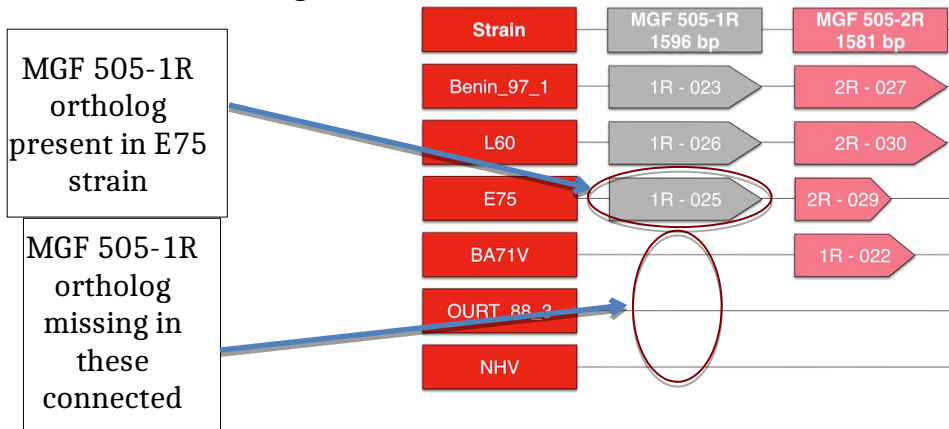 MGF 505-1R
ortholog
present in E75
strain
MGF 505-1R
ortholog
missing in
these
connected
Strain
MGF 505-1R
1596 bp
MGF 505-2R
1581 bp
Benin_97_1
1R - 023
2R - 027
L60
1R - 026
2R - 030
E75
1R - 025
2R - 029
BA71V
1R - 022
OURT_88_3
NHV